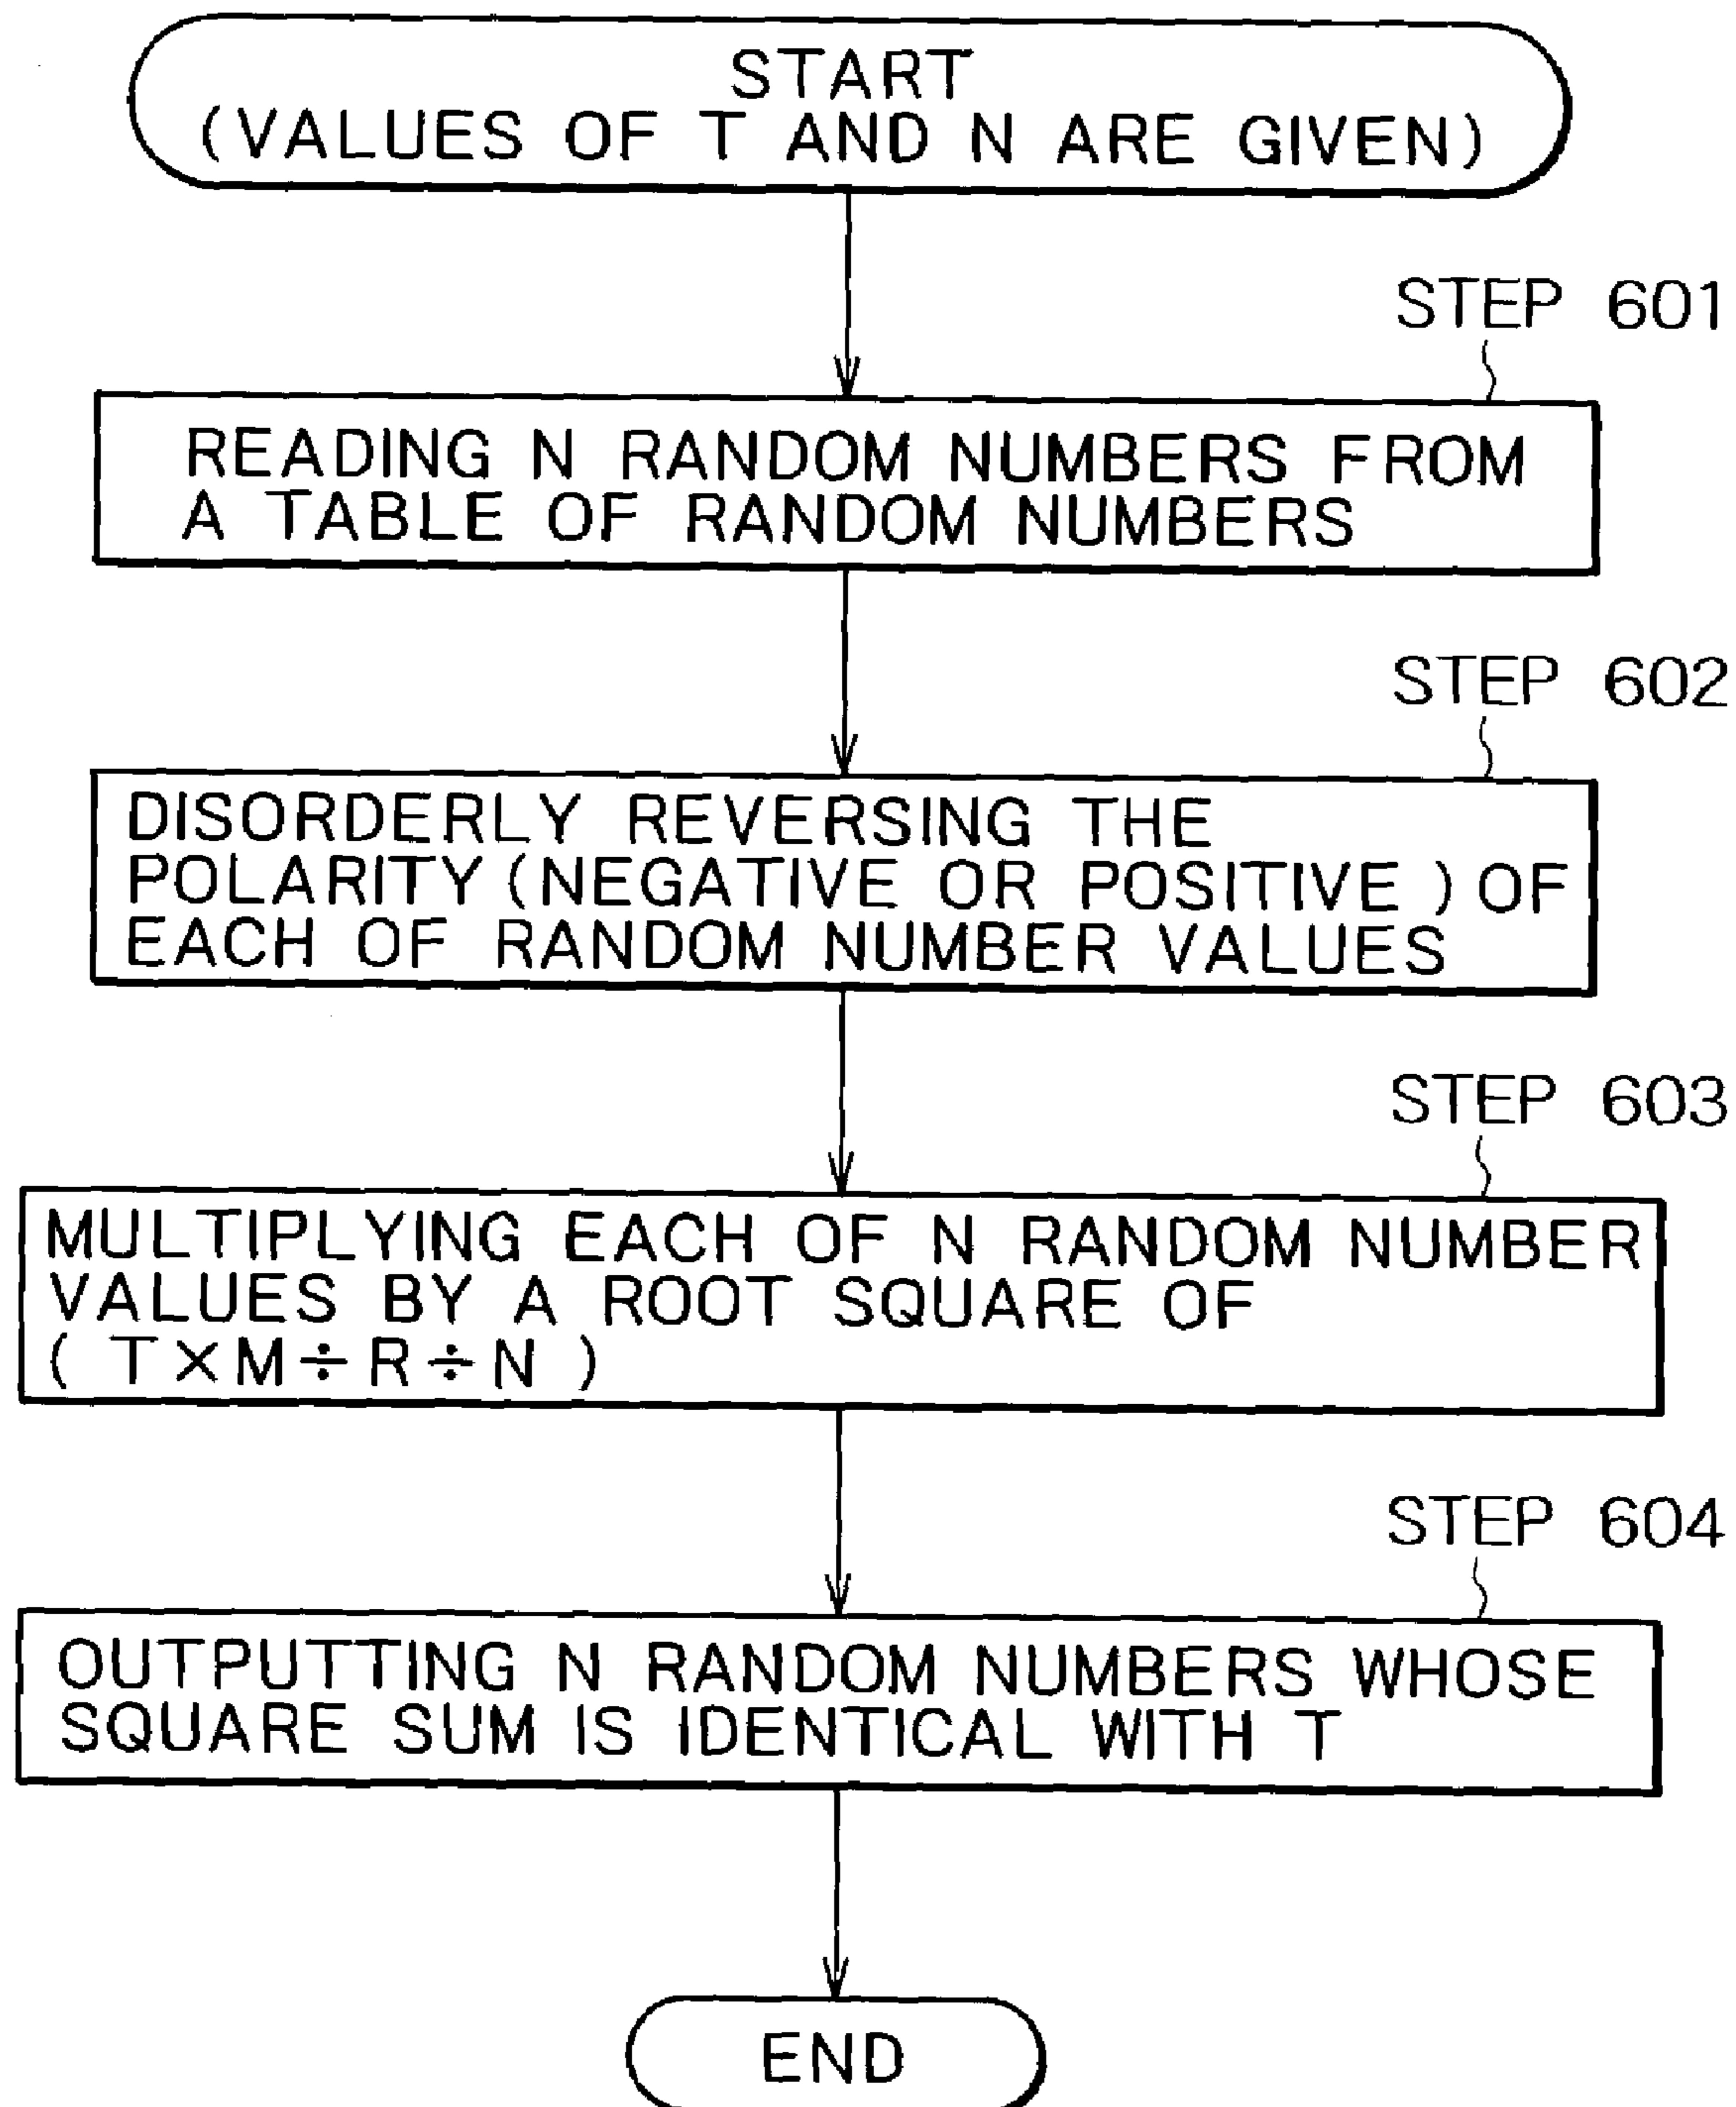 START
(VALUES OF T AND N ARE GIVEN)
STEP 601
READING N RANDOM NUMBERS FROM
A TABLE OF RANDOM NUMBERS
STEP 602
DISORDERLY REVERSING THE
POLARITY (NEGATIVE OR POSITIVE) OF
EACH OF RANDOM NUMBER VALUES
STEP 603
MULTIPLYING EACH OF N RANDOM NUMBER
VALUES BY A ROOT SQUARE OF
(T×M÷R÷N)
STEP 604
OUTPUTTING N RANDOM NUMBERS WHOSE
SQUARE SUM IS IDENTICAL WITH T
END